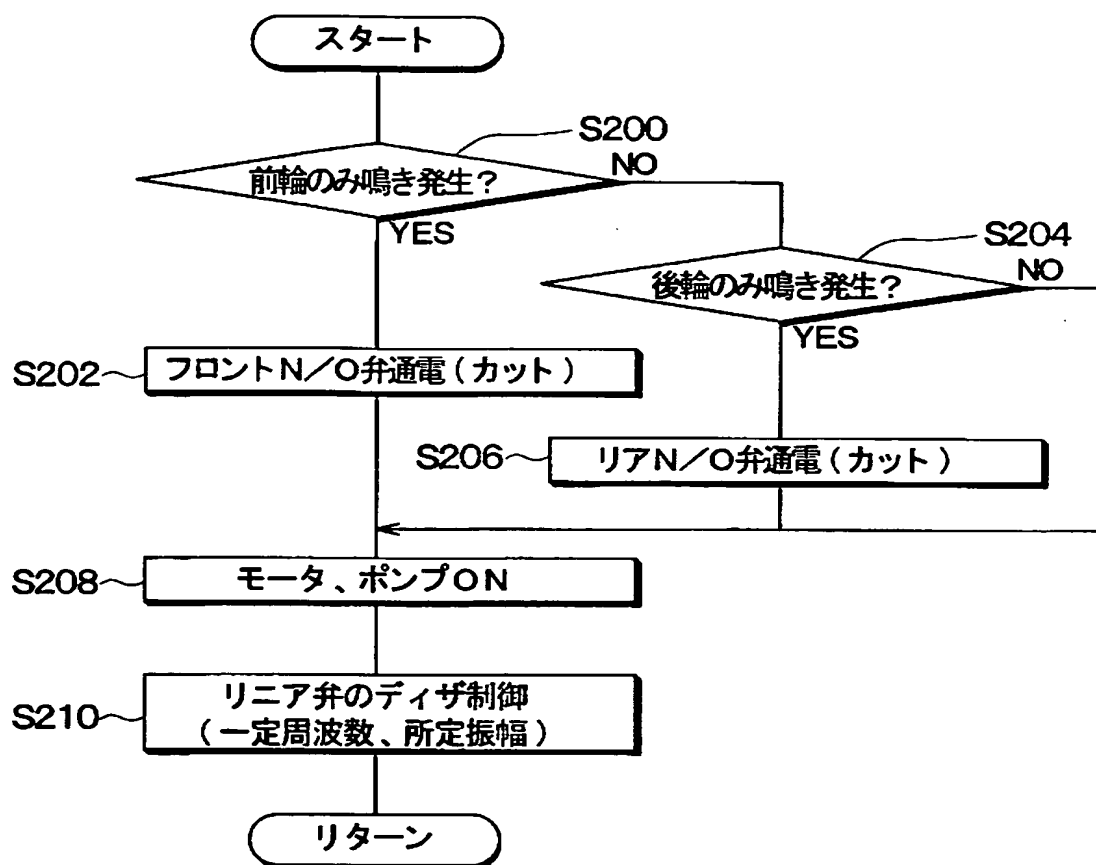 スタート
S200
前輪のみ鳴き発生？
NO
YES
S204
後輪のみ鳴き発生？
NO
YES
S202
フロントN／O弁通電（カット）
S206
リアN／O弁通電（カット）
S208
モータ、ポンプON
S210
リニア弁のディザ制御
（一定周波数、所定振幅）
リターン